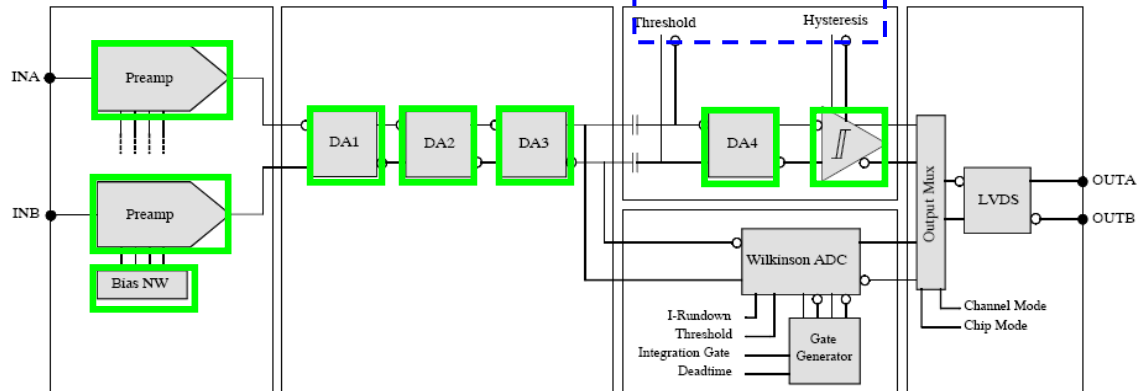 Threshold
Hysteresis
INA
Preamp
DA1
DA2
DA3
DA4
INB
Preamp
Bias NW
Output Mux
LVDS
OUTA
OUTB
Wilkinson ADC
I-Rundown
Threshold
Integration Gate
Deadtime
Gate
Generator
Channel Mode
Chip Mode